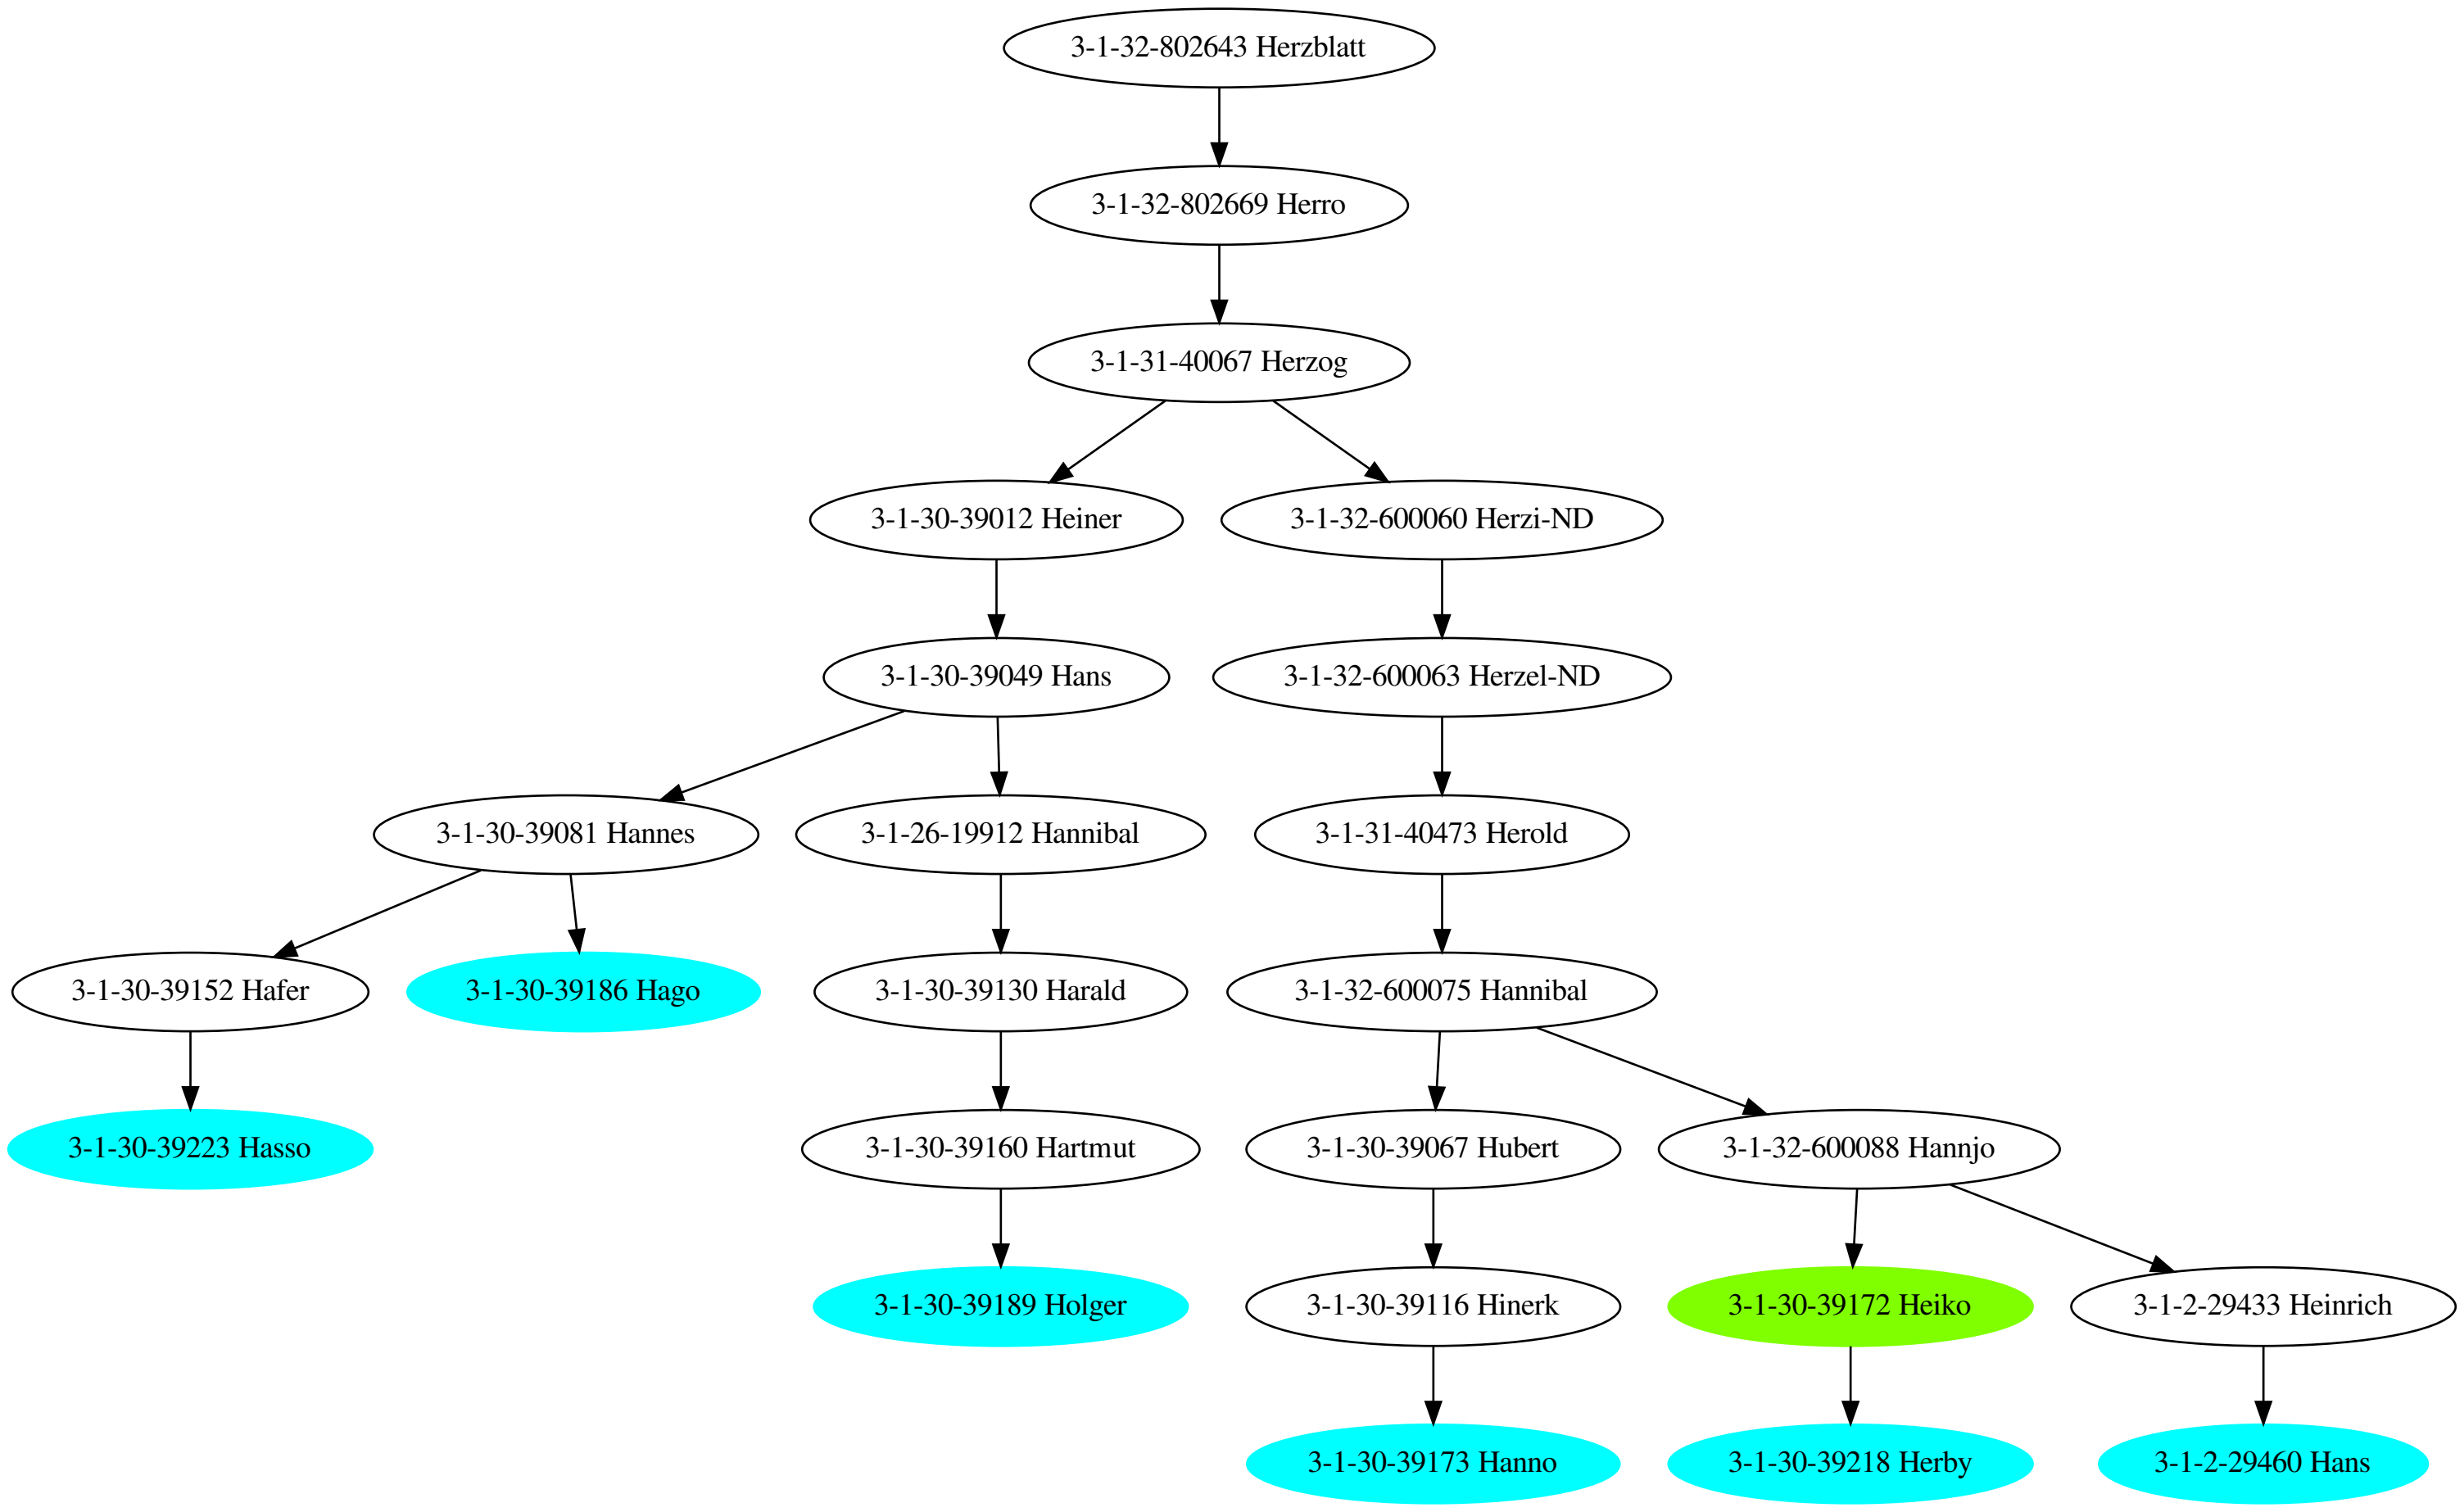 3-1-32-802643 Herzblatt
3-1-32-802669 Herro
3-1-31-40067 Herzog
3-1-30-39012 Heiner
3-1-32-600060 Herzi-ND
3-1-30-39049 Hans
3-1-32-600063 Herzel-ND
3-1-30-39081 Hannes
3-1-26-19912 Hannibal
3-1-31-40473 Herold
3-1-30-39152 Hafer
3-1-30-39186 Hago
3-1-30-39130 Harald
3-1-32-600075 Hannibal
3-1-30-39223 Hasso
3-1-30-39160 Hartmut
3-1-30-39067 Hubert
3-1-32-600088 Hannjo
3-1-30-39189 Holger
3-1-30-39116 Hinerk
3-1-30-39172 Heiko
3-1-2-29433 Heinrich
3-1-30-39173 Hanno
3-1-30-39218 Herby
3-1-2-29460 Hans